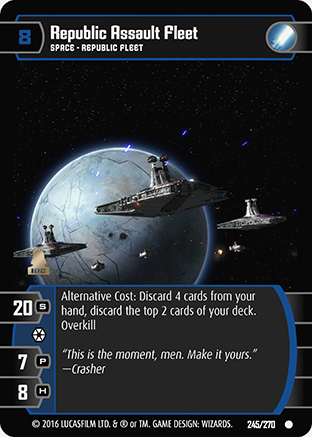 8 Republic Assault Fleet
SPACE • REPUBLIC FLEET
20 S
7 P
8 H
Alternative Cost: Discard 4 cards from your
hand, discard the top 2 cards of your deck.
Overkill
“This is the moment, men. Make it yours.”
—Crasher
© 2016 LUCASFILM LTD. & ® or TM. GAME DESIGN: WIZARDS. 245/270